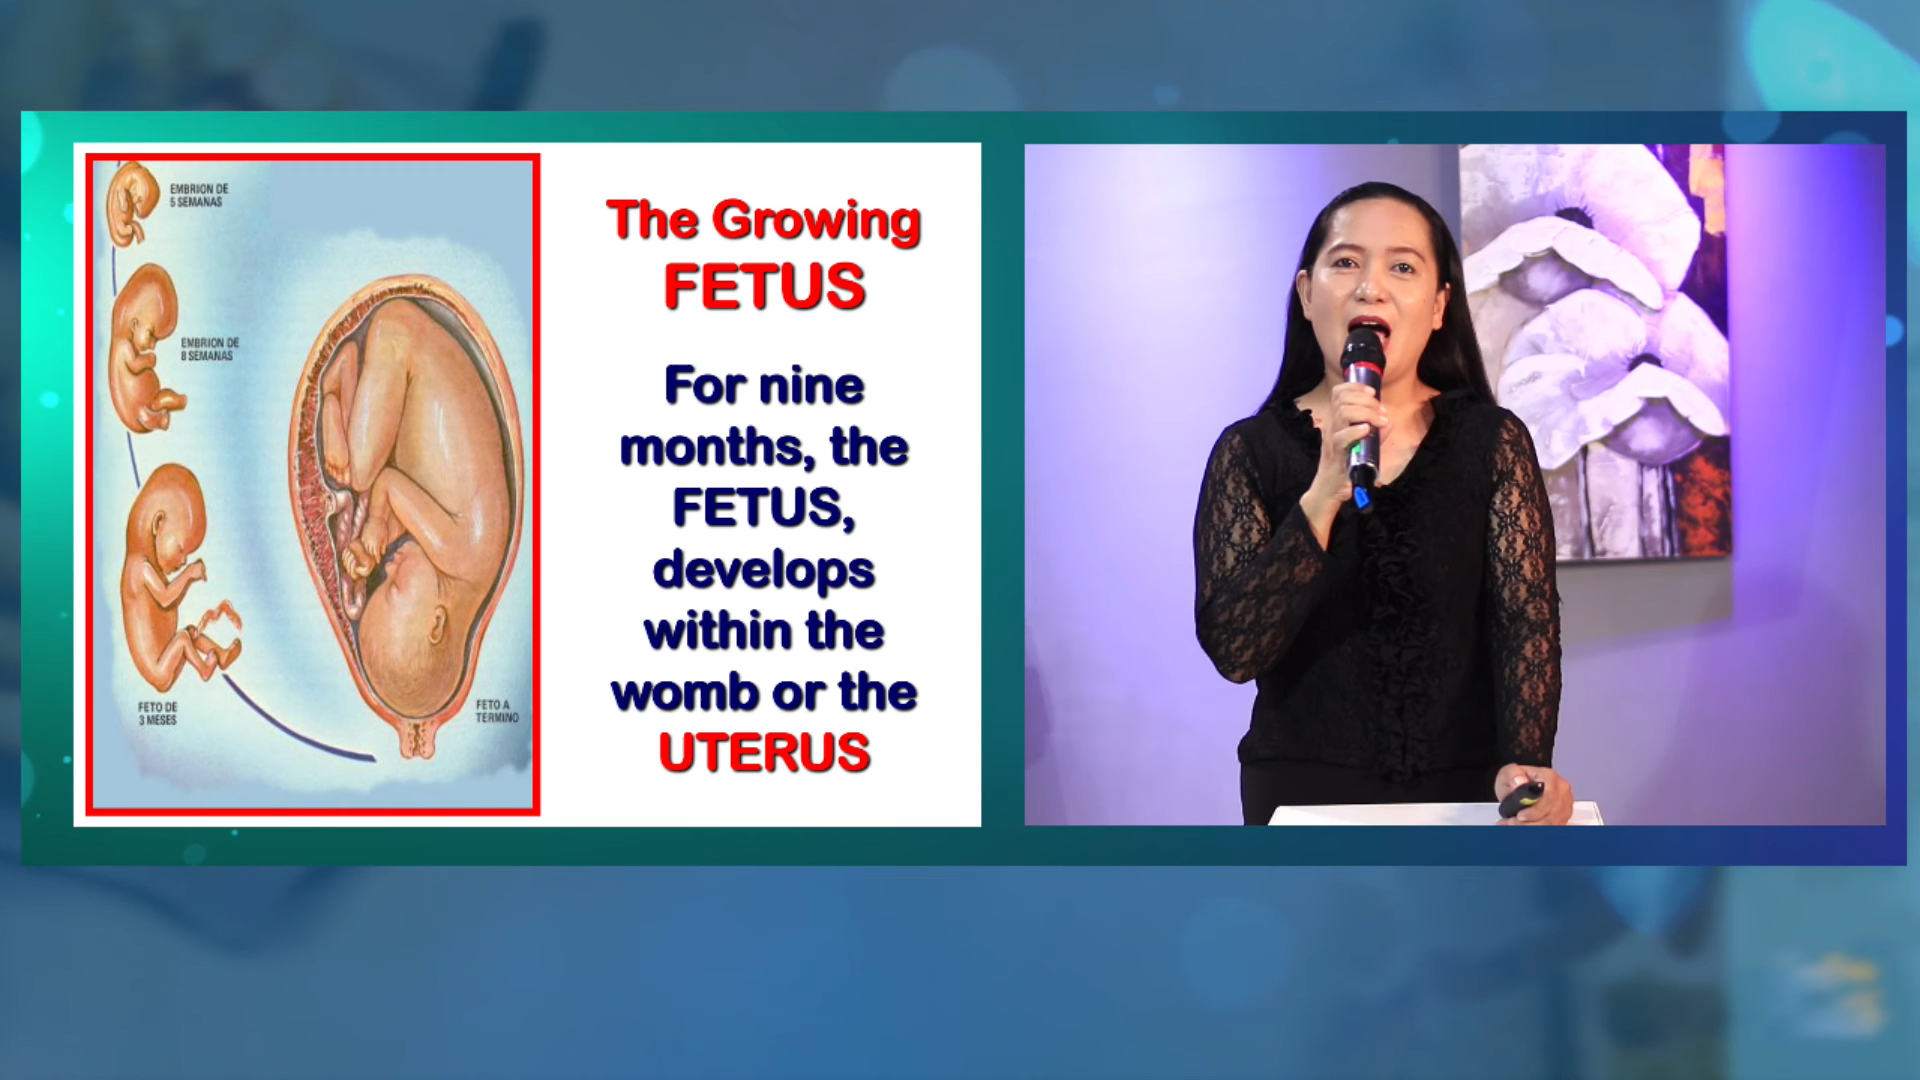 EMBRION DE
5 SEMANAS
EMBRION DE
8 SEMANAS
FETO DE
3 MESES
FETO A
TERMINO
The Growing
FETUS
For nine
months, the
FETUS,
develops
within the
womb or the
UTERUS